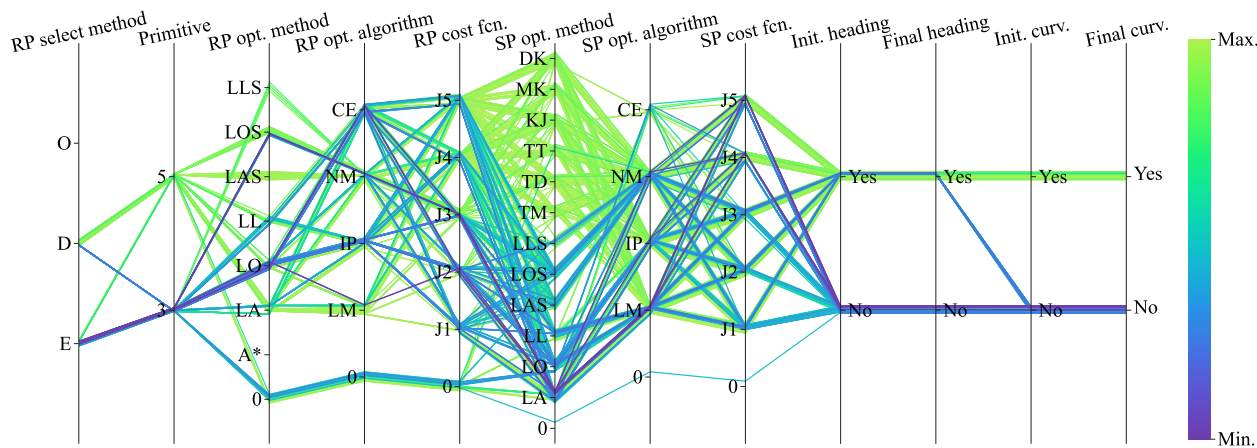 RP select method
Primitive
RP opt. method
RP opt. algorithm
RP cost fcn.
SP opt. method
SP opt. algorithm
SP cost fcn.
Init. heading
Final heading
Init. curv.
Final curv.
O
D
E
5
3
LLS
LOS
LAS
LL
LO
LA
A*
0
CE
NM
IP
LM
0
J5
J4
J3
J2
J1
0
DK
MK
KJ
TT
TD
TM
LLS
LOS
LAS
LL
LO
LA
0
CE
NM
IP
LM
0
J5
J4
J3
J2
J1
0
Yes
No
Yes
No
Yes
No
Yes
No
Max.
Min.